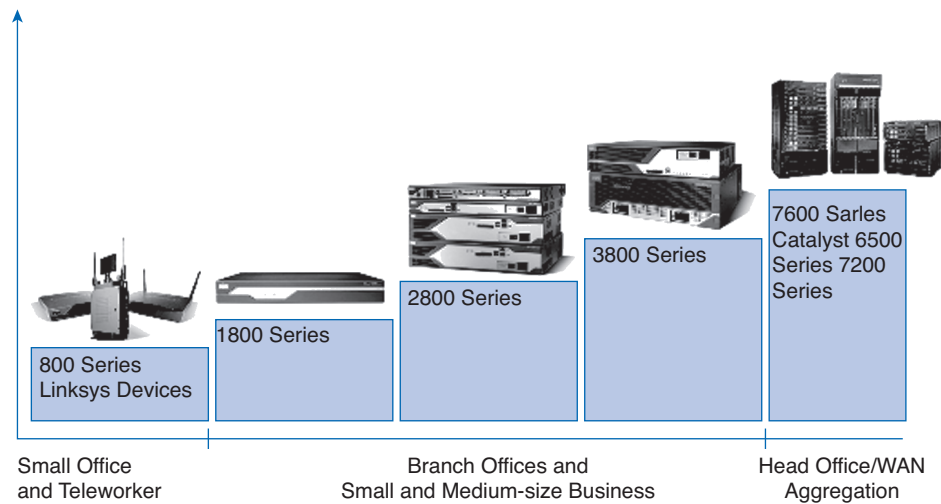 800 Series
Linksys Devices
1800 Series
2800 Series
3800 Series
7600 Sarles
Catalyst 6500
Series 7200
Series
Small Office
and Teleworker
Branch Offices and
Small and Medium-size Business
Head Office/WAN
Aggregation